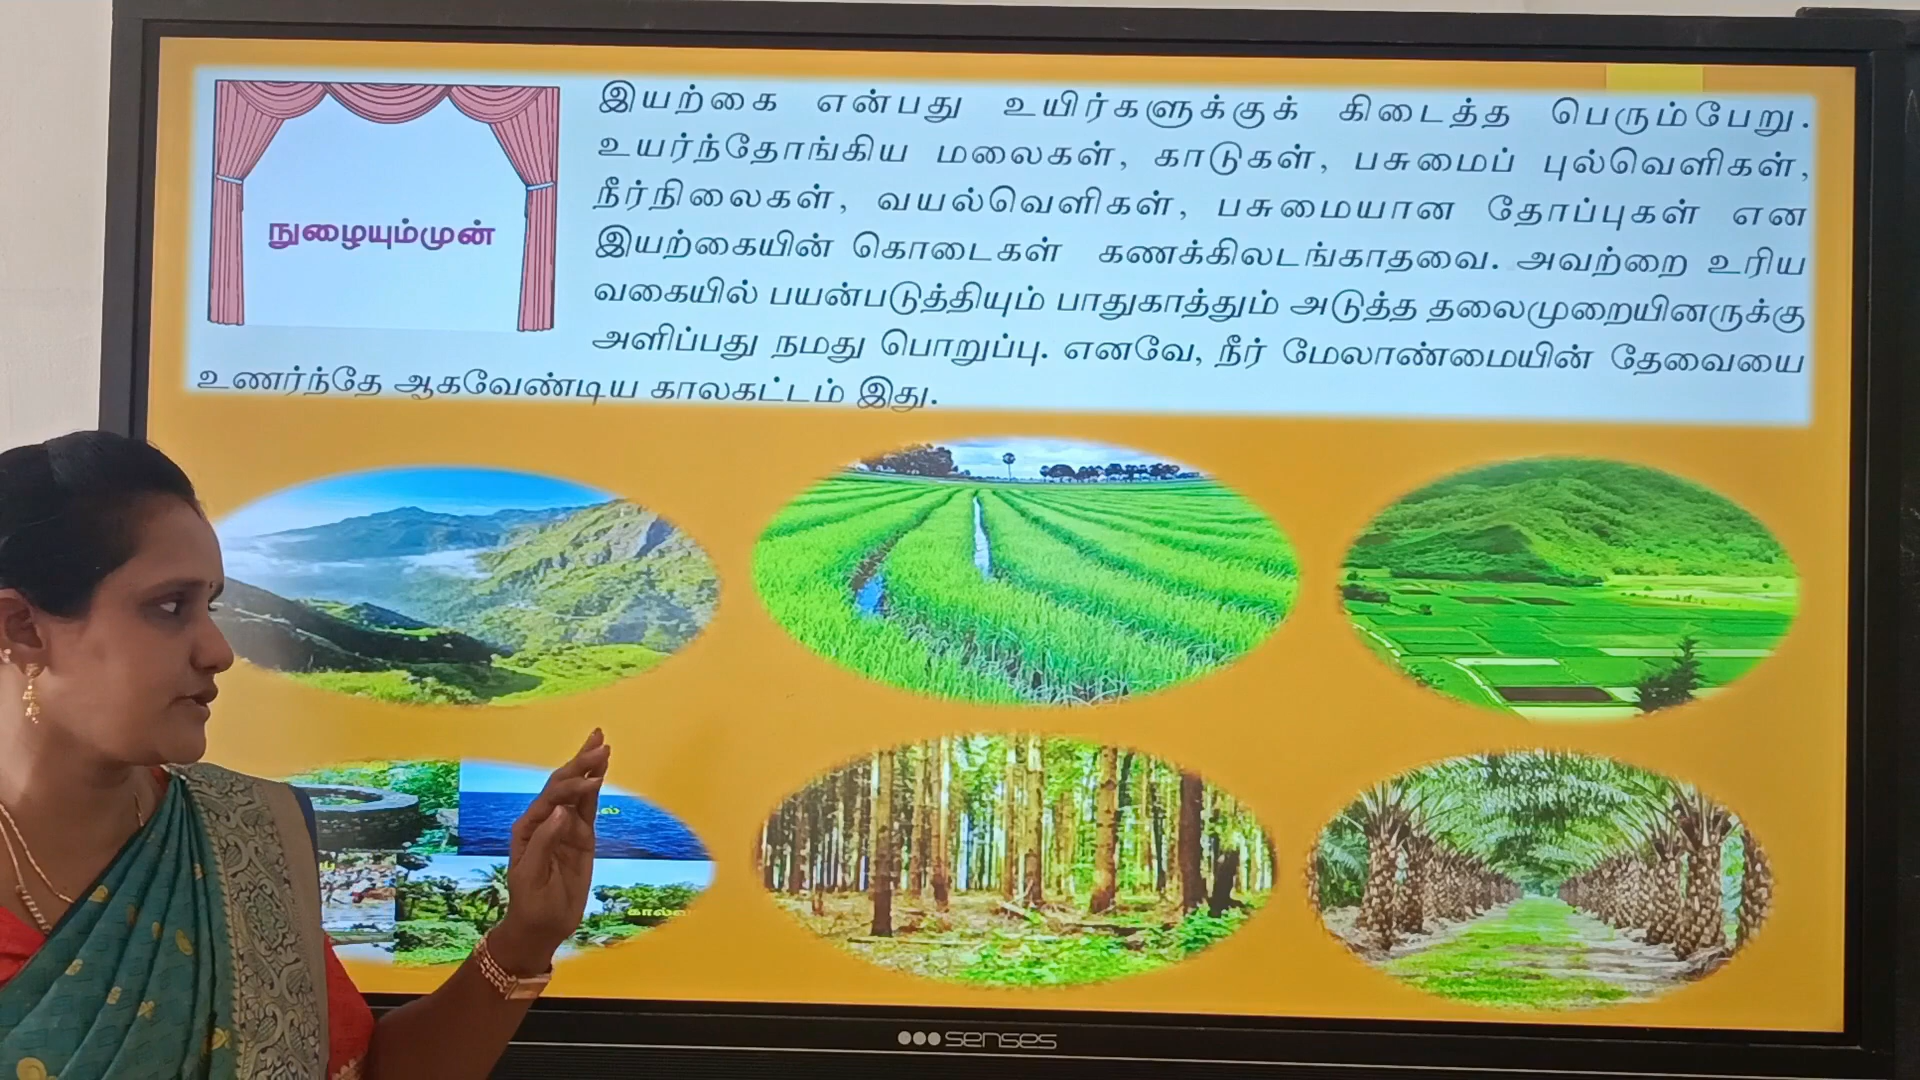 நுழையும்முன்
இயற்கை என்பது உயிர்களுக்குக் கிடைத்த பெரும்பேறு.
உயர்ந்தோங்கிய மலைகள், காடுகள், பசுமைப் புல்வெளிகள்,
நீர்நிலைகள், வயல்வெளிகள், பசுமையான தோப்புகள் என
இயற்கையின் கொடைகள் கணக்கிலடங்காதவை. அவற்றை உரிய
வகையில் பயன்படுத்தியும் பாதுகாத்தும் அடுத்த தலைமுறையினருக்கு
அளிப்பது நமது பொறுப்பு. எனவே, நீர் மேலாண்மையின் தேவையை
உணர்ந்தே ஆகவேண்டிய காலகட்டம் இது.
senses